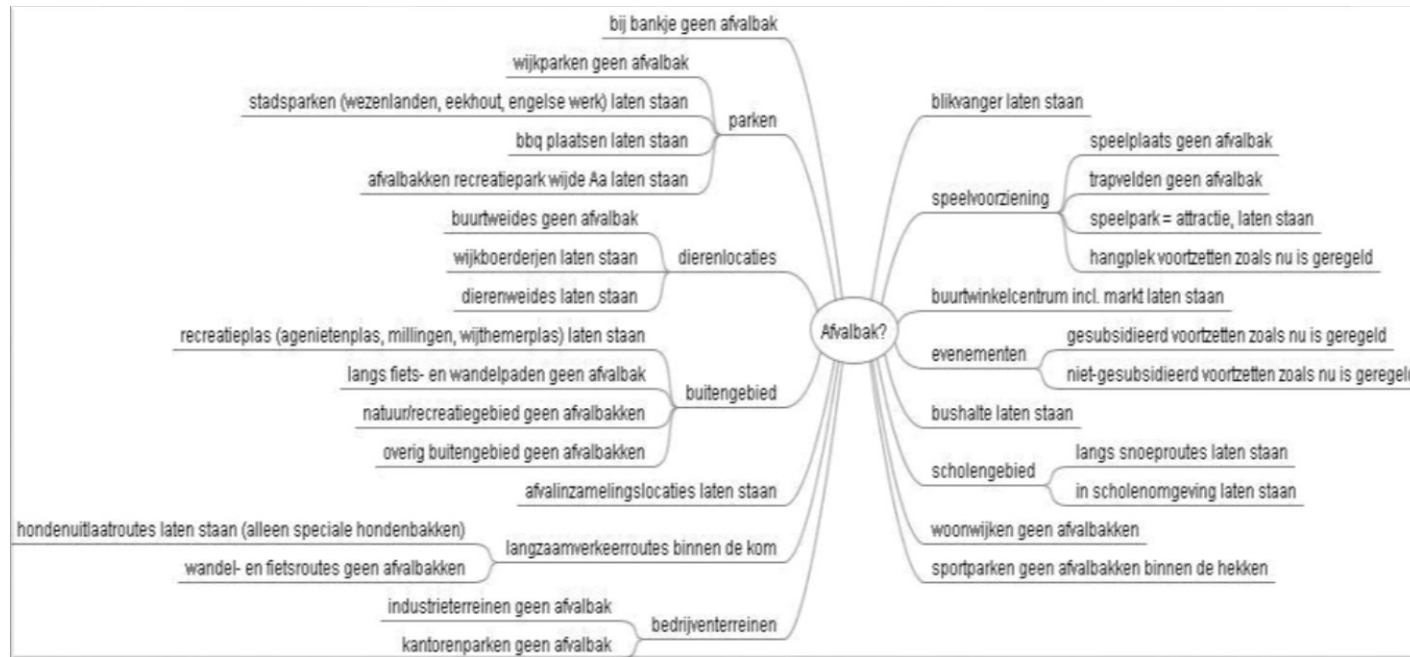 bij bankje geen afvalbak
wijkparken geen afvalbak
stadsparken (wezenlanden, eekhout, engelse werk) laten staan
parken
bbq plaatsen laten staan
afvalbakken recreatiepark wijde Aa laten staan
buurtweides geen afvalbak
wijkboerderjen laten staan
dierenlocaties
dierenweides laten staan
recreatieplas (agenietenplas, millingen, wijthemerplas) laten staan
langs fiets- en wandelpaden geen afvalbak
buitengebied
natuur/recreatiegebied geen afvalbakken
overig buitengebied geen afvalbakken
afvalinzamelingslocaties laten staan
hondenuitlaatroutes laten staan (alleen speciale hondenbakken)
langzaamverkeerroutes binnen de kom
wandel- en fietsroutes geen afvalbakken
industrieterreinen geen afvalbak
bedrijventerreinen
kantorenparken geen afvalbak
Afvalbak?
blikvanger laten staan
speelplaats geen afvalbak
trapvelden geen afvalbak
speelvoorziening
speelpark = attractie, laten staan
hangplek voortzetten zoals nu is geregeld
buurtwinkelcentrum incl. markt laten staan
gesubsidieerd voortzetten zoals nu is geregeld
evenementen
niet-gesubsidieerd voortzetten zoals nu is geregeld
bushalte laten staan
langs snoeproutes laten staan
scholengebied
in scholenomgeving laten staan
woonwijken geen afvalbakken
sportparken geen afvalbakken binnen de hekken